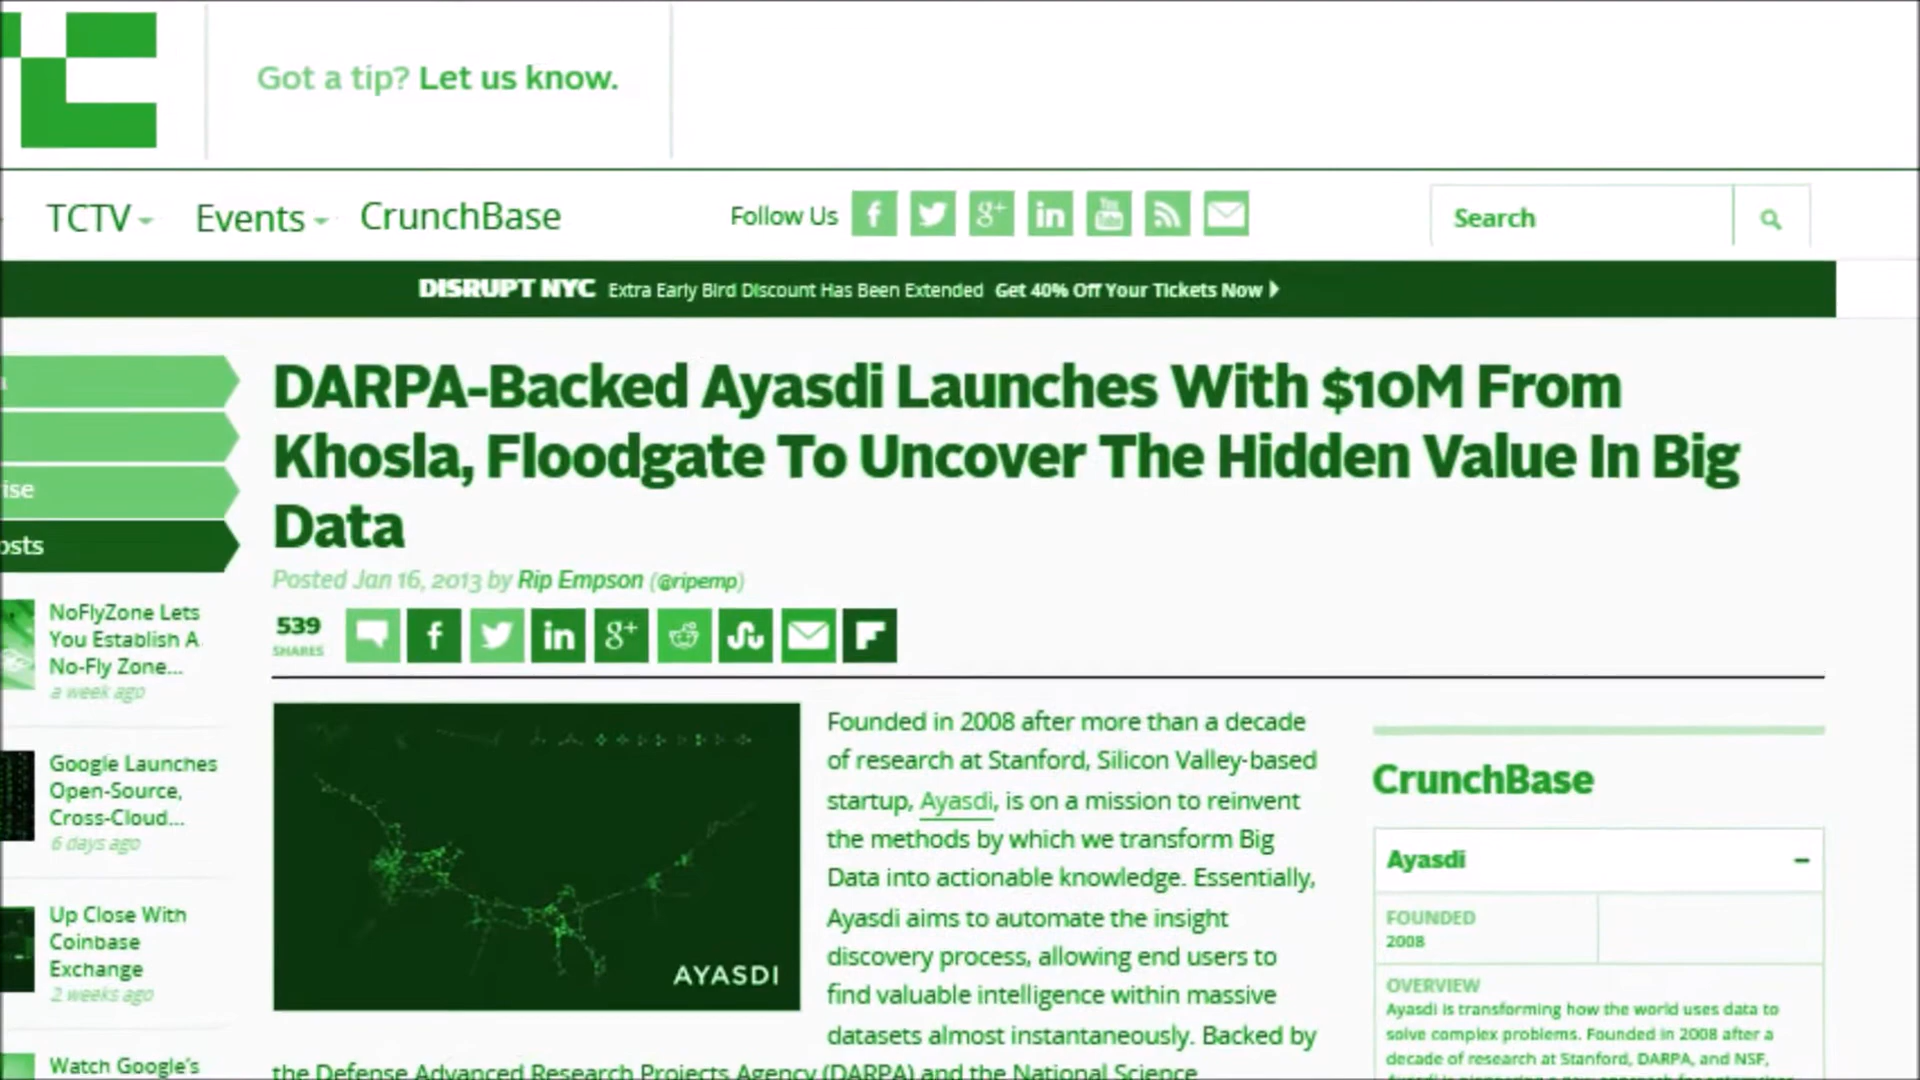 Got a tip? Let us know.
TCTV Events CrunchBase Follow Us Search
DISRUPT NYC Extra Early Bird Discount Has Been Extended Get 40% Off Your Tickets Now
DARPA-Backed Ayasdi Launches With $10M From
Khosla, Floodgate To Uncover The Hidden Value In Big
Data
Posted Jan 16, 2013 by Rip Empson (@ripemp)
539
SHARES
NoFlyZone Lets
You Establish A
No-Fly Zone...
a week ago
Google Launches
Open-Source,
Cross-Cloud...
6 days ago
Up Close With
Coinbase
Exchange
2 weeks ago
Watch Google's
AYASDI
Founded in 2008 after more than a decade
of research at Stanford, Silicon Valley-based
startup, Ayasdi, is on a mission to reinvent
the methods by which we transform Big
Data into actionable knowledge. Essentially,
Ayasdi aims to automate the insight
discovery process, allowing end users to
find valuable intelligence within massive
datasets almost instantaneously. Backed by
the Defense Advanced Research Projects Agency (DARPA) and the National Science
CrunchBase
Ayasdi
FOUNDED
2008
OVERVIEW
Ayasdi is transforming how the world uses data to
solve complex problems. Founded in 2008 after a
decade of research at Stanford, DARPA, and NSF,